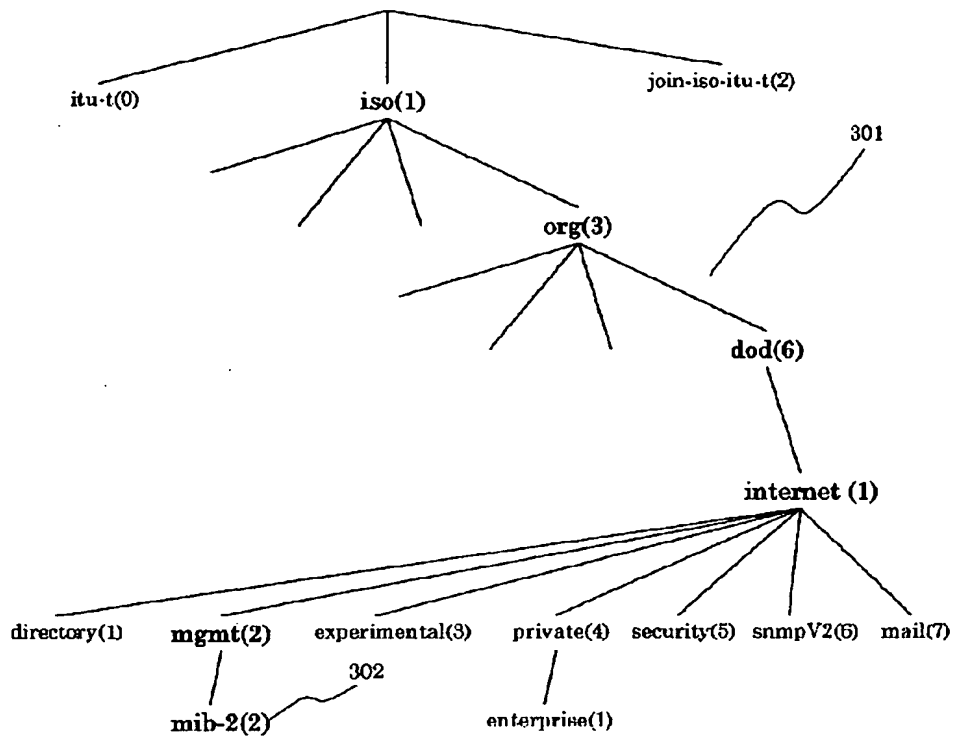 itu-t(0)
iso(1)
join-iso-itu-t(2)
301
org(3)
dod(6)
internet (1)
directory(1) mgmt(2) experimental(3) private(4) security(5) snmpV2(6) mail(7)
302
mib-2(2)
enterprise(1)